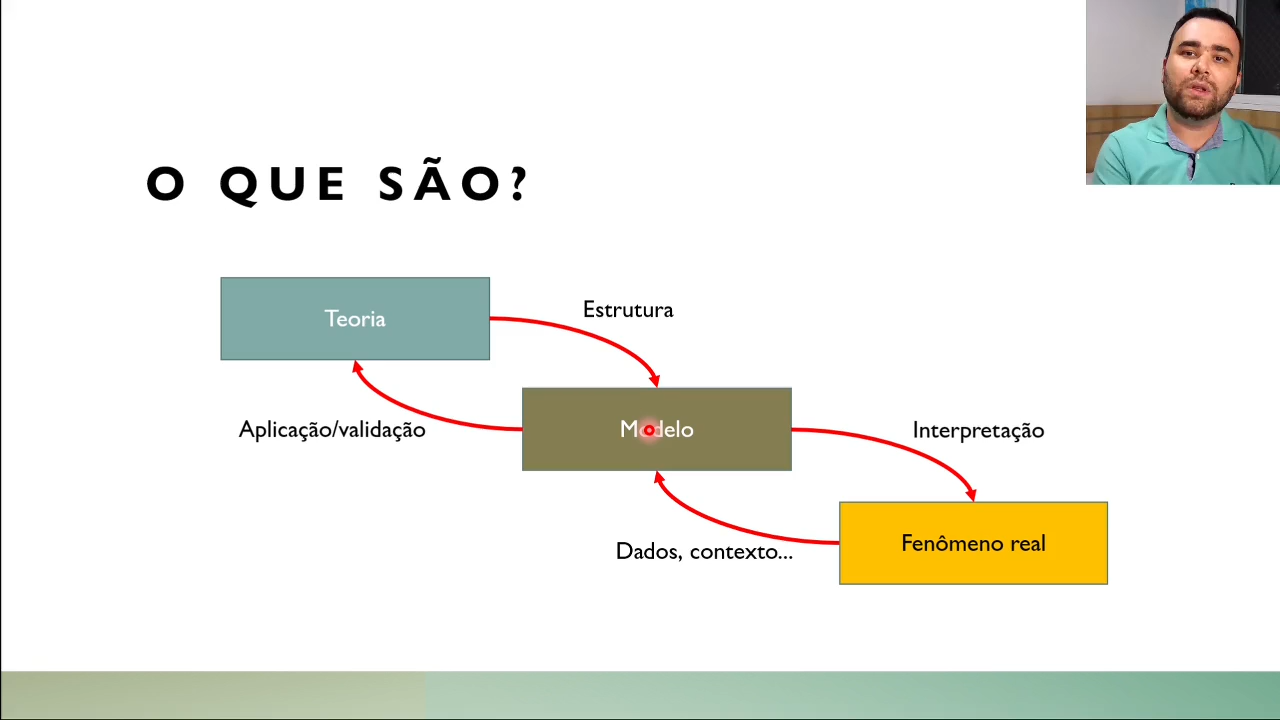 O QUE SÃO?
Teoria
Estrutura
Aplicação/validação
Modelo
Interpretação
Dados, contexto...
Fenômeno real